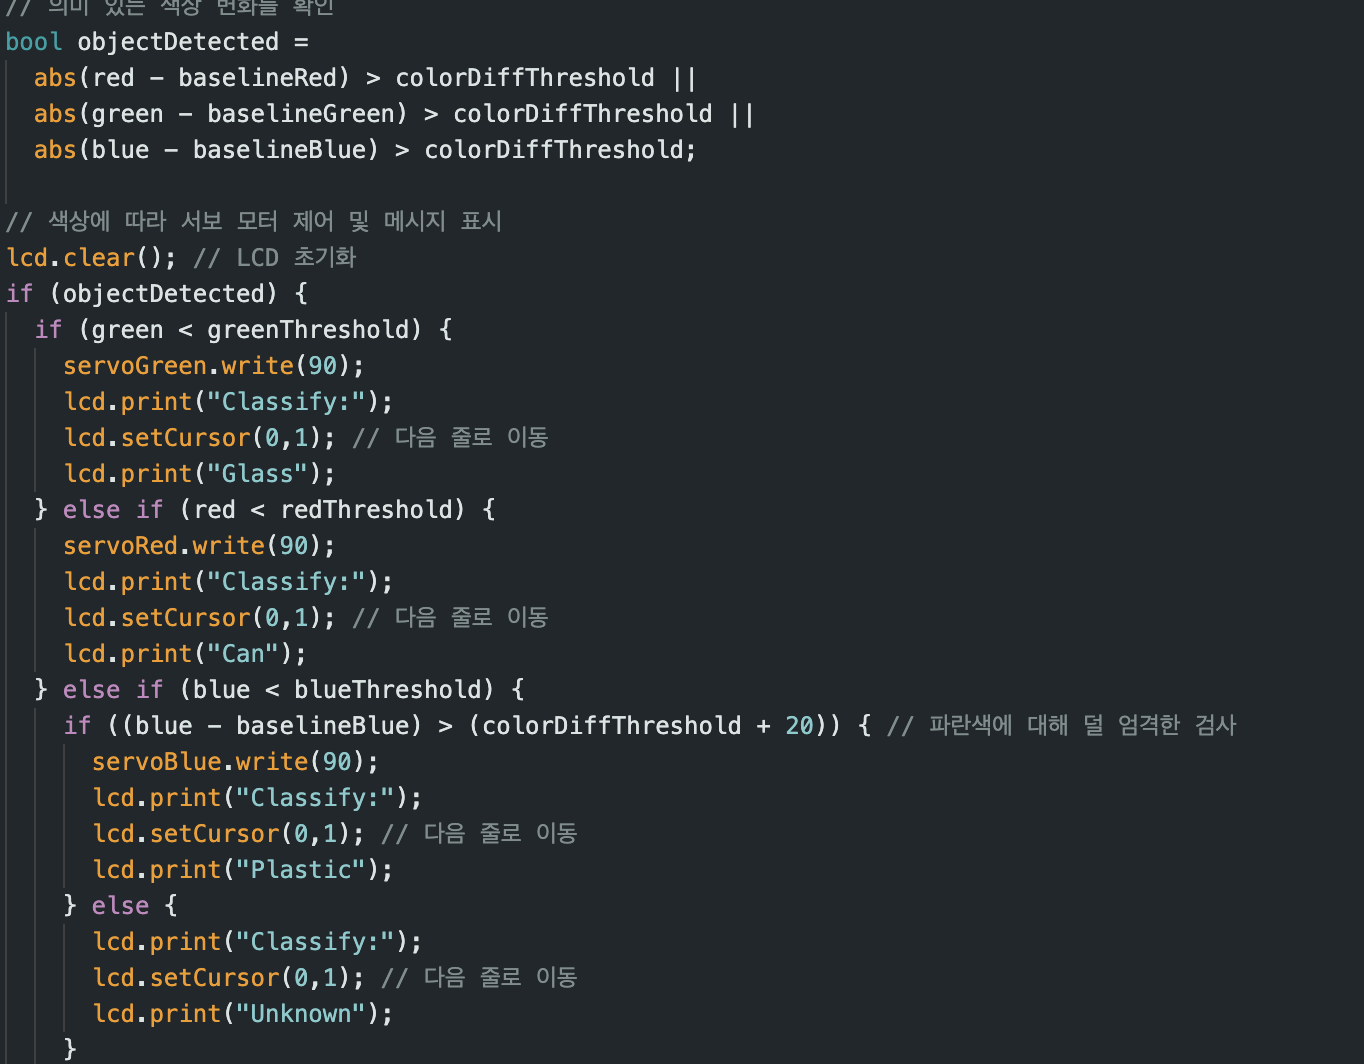 // 의미 있는 색상 변화를 확인
bool objectDetected =
abs(red - baselineRed) > colorDiffThreshold ||
abs(green - baselineGreen) > colorDiffThreshold ||
abs(blue - baselineBlue) > colorDiffThreshold;
// 색상에 따라 서보 모터 제어 및 메시지 표시
lcd.clear(); // LCD 초기화
if (objectDetected) {
if (green < greenThreshold) {
servoGreen.write(90);
lcd.print("Classify:");
lcd.setCursor(0,1); // 다음 줄로 이동
lcd.print("Glass");
} else if (red < redThreshold) {
servoRed.write(90);
lcd.print("Classify:");
lcd.setCursor(0,1); // 다음 줄로 이동
lcd.print("Can");
} else if (blue < blueThreshold) {
if ((blue - baselineBlue) > (colorDiffThreshold + 20)) { // 파란색에 대해 덜 엄격한 검사
servoBlue.write(90);
lcd.print("Classify:");
lcd.setCursor(0,1); // 다음 줄로 이동
lcd.print("Plastic");
} else {
lcd.print("Classify:");
lcd.setCursor(0,1); // 다음 줄로 이동
lcd.print("Unknown");
}